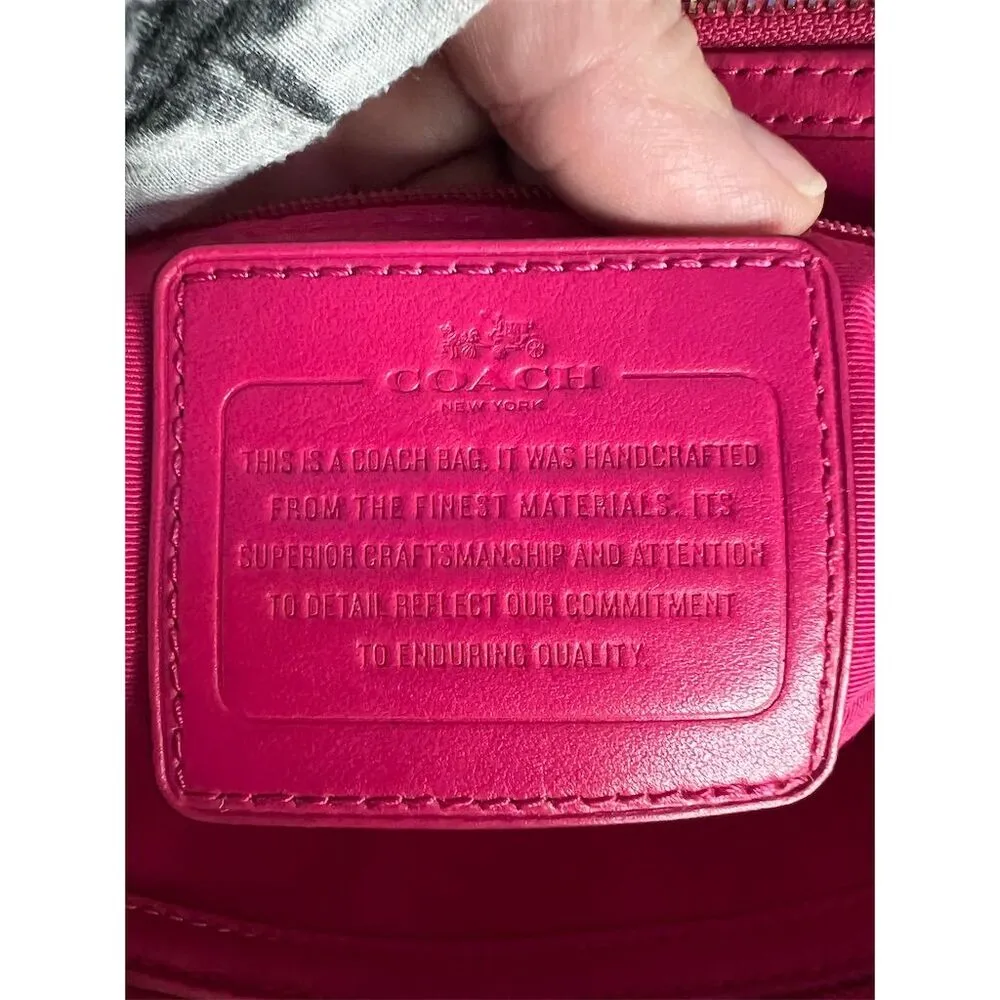 COACH
NEW YORK
THIS IS A COACH BAG. IT WAS HANDCRAFTED
FROM THE FINEST MATERIALS. ITS
SUPERIOR CRAFTSMANSHIP AND ATTENTION
TO DETAIL REFLECT OUR COMMITMENT
TO ENDURING QUALITY.